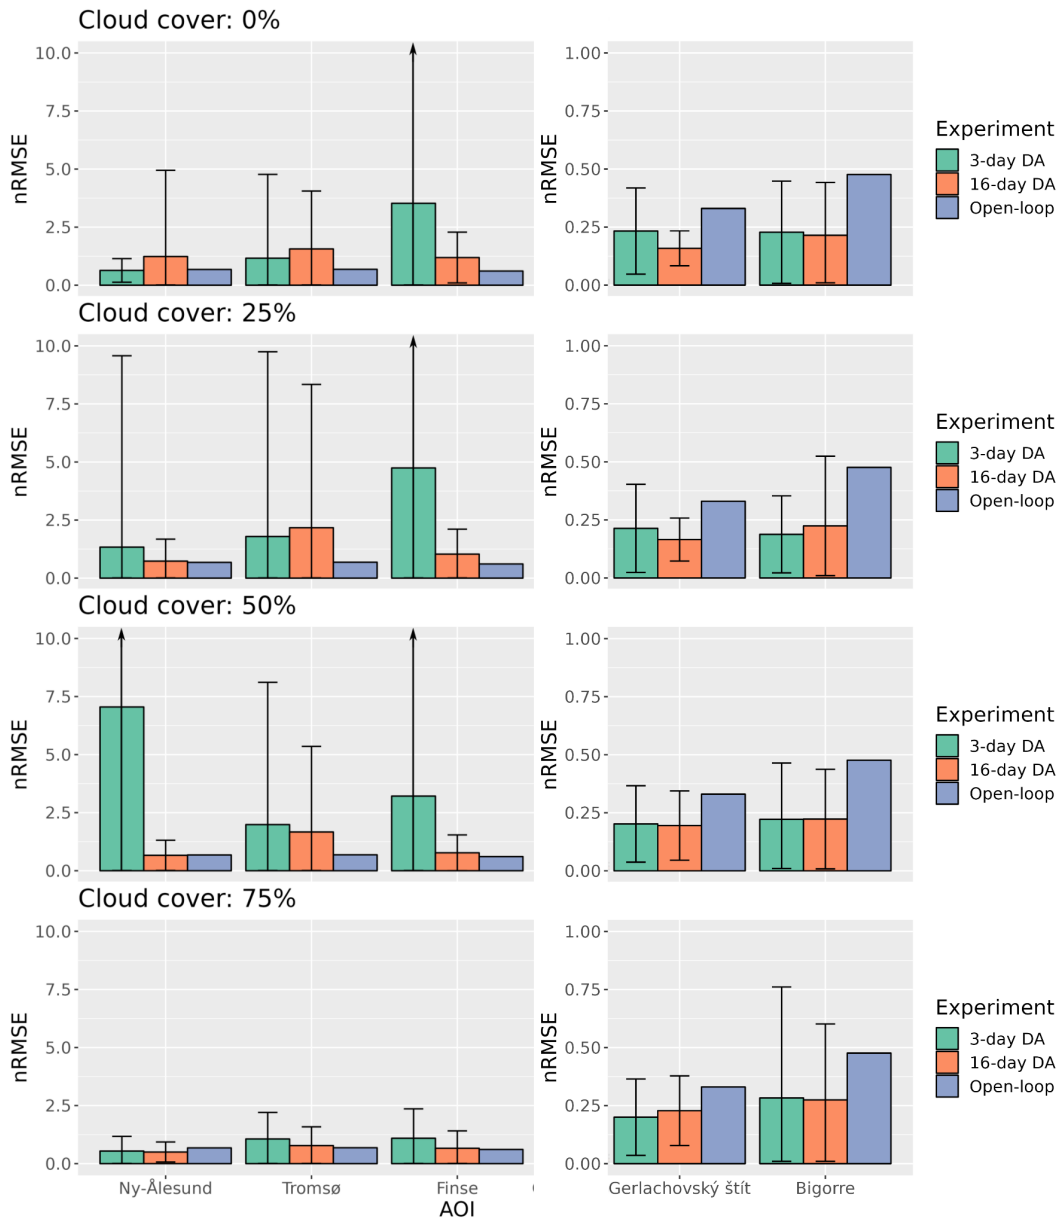 Cloud cover: 0%
nRMSE
10.0
7.5
5.0
2.5
0.0
nRMSE
1.00
0.75
0.50
0.25
0.00
Experiment
3-day DA
16-day DA
Open-loop
Cloud cover: 25%
nRMSE
10.0
7.5
5.0
2.5
0.0
nRMSE
1.00
0.75
0.50
0.25
0.00
Experiment
3-day DA
16-day DA
Open-loop
Cloud cover: 50%
nRMSE
10.0
7.5
5.0
2.5
0.0
nRMSE
1.00
0.75
0.50
0.25
0.00
Experiment
3-day DA
16-day DA
Open-loop
Cloud cover: 75%
nRMSE
10.0
7.5
5.0
2.5
0.0
nRMSE
1.00
0.75
0.50
0.25
0.00
Experiment
3-day DA
16-day DA
Open-loop
Ny-Ålesund Tromsø Finse
Gerlachovský štít Bigorre
AOI